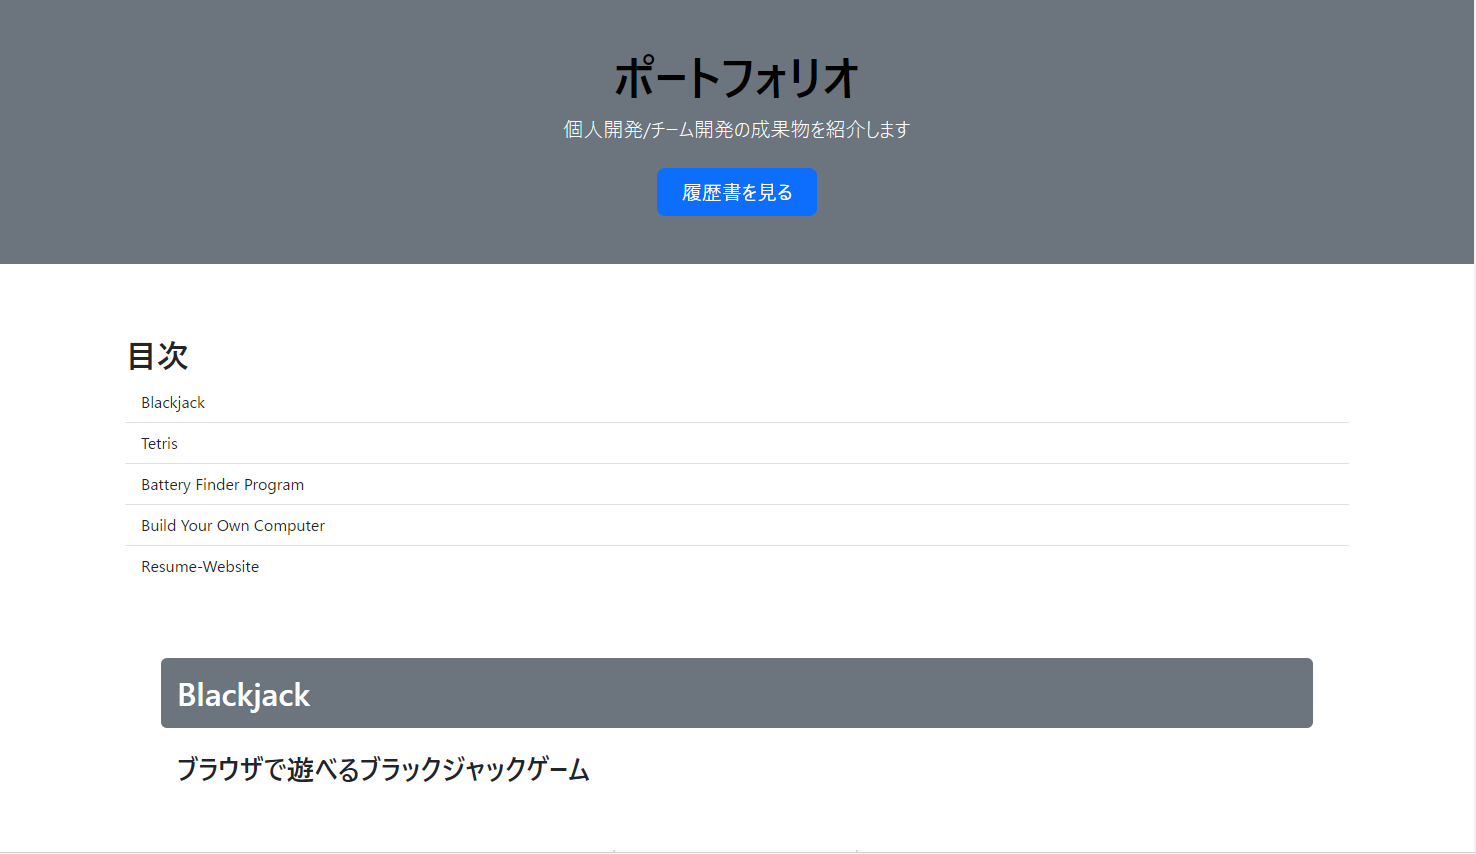 ポートフォリオ
個人開発/チーム開発の成果物を紹介します
履歴書を見る
目次
Blackjack
Tetris
Battery Finder Program
Build Your Own Computer
Resume-Website
Blackjack
ブラウザで遊べるブラックジャックゲーム